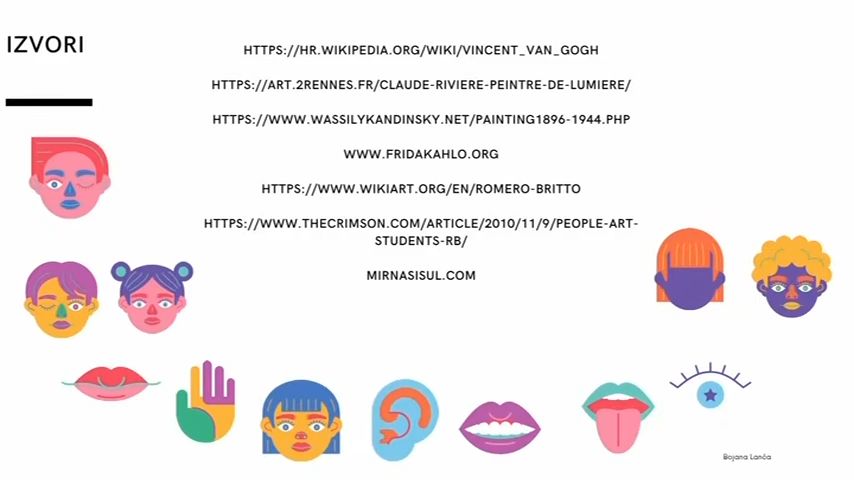 IZVORI
HTTPS://HR.WIKIPEDIA.ORG/WIKI/VINCENT_VAN_GOGH
HTTPS://ART.2RENNES.FR/CLAUDE-RIVIERE-PEINTRE-DE-LUMIERE/
HTTPS://WWW.WASSILYKANDINSKY.NET/PAINTING1896-1944.PHP
WWW.FRIDAKAHLO.ORG
HTTPS://WWW.WIKIART.ORG/EN/ROMERO-BRITTO
HTTPS://WWW.THECRIMSON.COM/ARTICLE/2010/11/9/PEOPLE-ART-
STUDENTS-RB/
MIRNASISUL.COM
Bojana Lanča